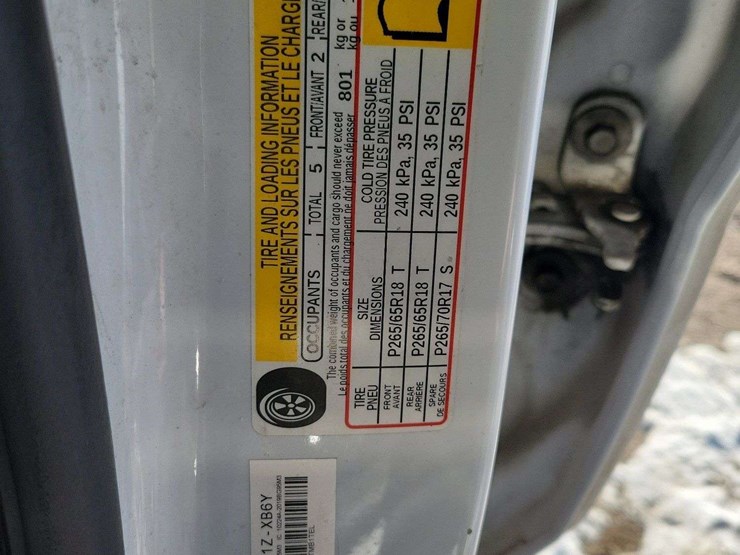 TIRE AND LOADING INFORMATION
RENSEIGNEMENTS SUR LES PNEUS ET LE CHARG
OCCUPANTS TOTAL 5 FRONT/AVANT 2 REAR/
The combined weight of occupants and cargo should never exceed 801 kg or
Le poids total des occupants et du chargement ne doit jamais dépasser kg ou
TIRE SIZE COLD TIRE PRESSURE
PNEU DIMENSIONS PRESSION DES PNEUS À FROID
FRONT
AVANT P265/65R18 T 240 kPa, 35 PSI
REAR
ARRIERE P265/65R18 T 240 kPa, 35 PSI
SPARE
DE SECOURS P265/70R17 S 240 kPa, 35 PSI
1Z-XB6Y